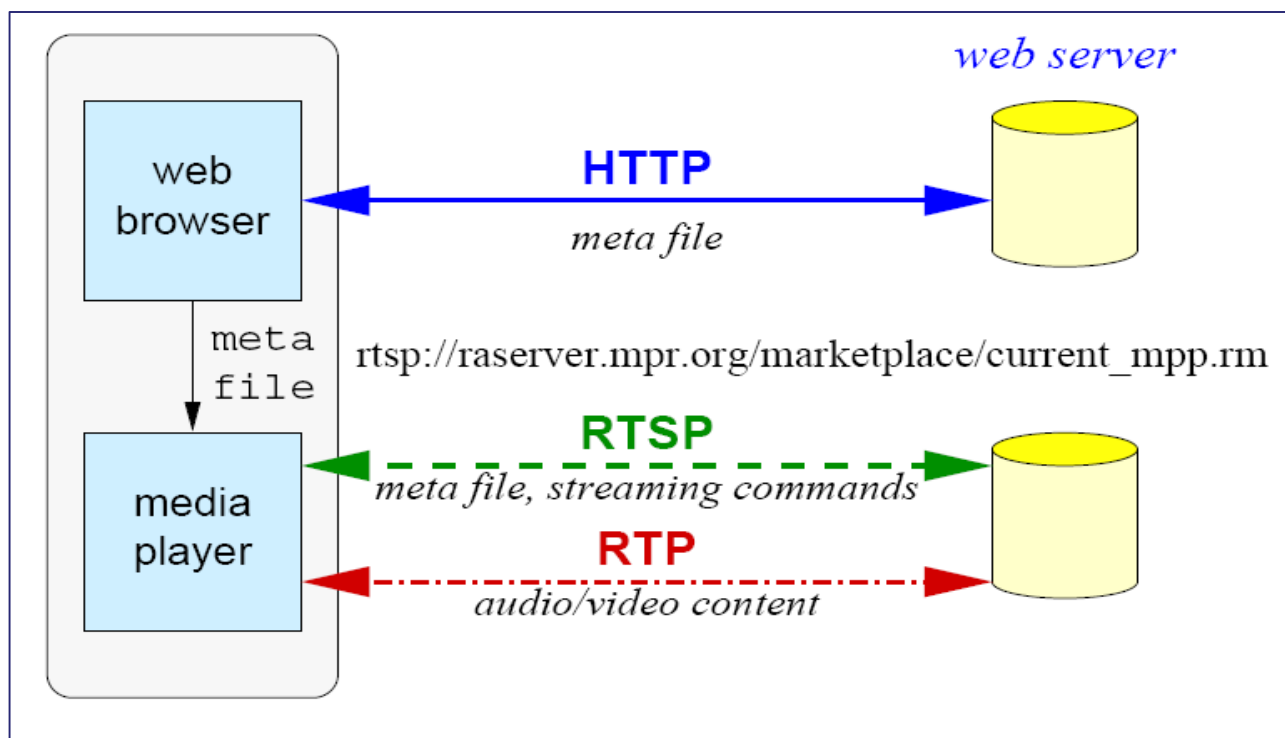 web server
web
browser
HTTP
meta file
meta
file
rtsp://raserver.mpr.org/marketplace/current_mpp.rm
RTSP
meta file, streaming commands
media
player
RTP
audio/video content